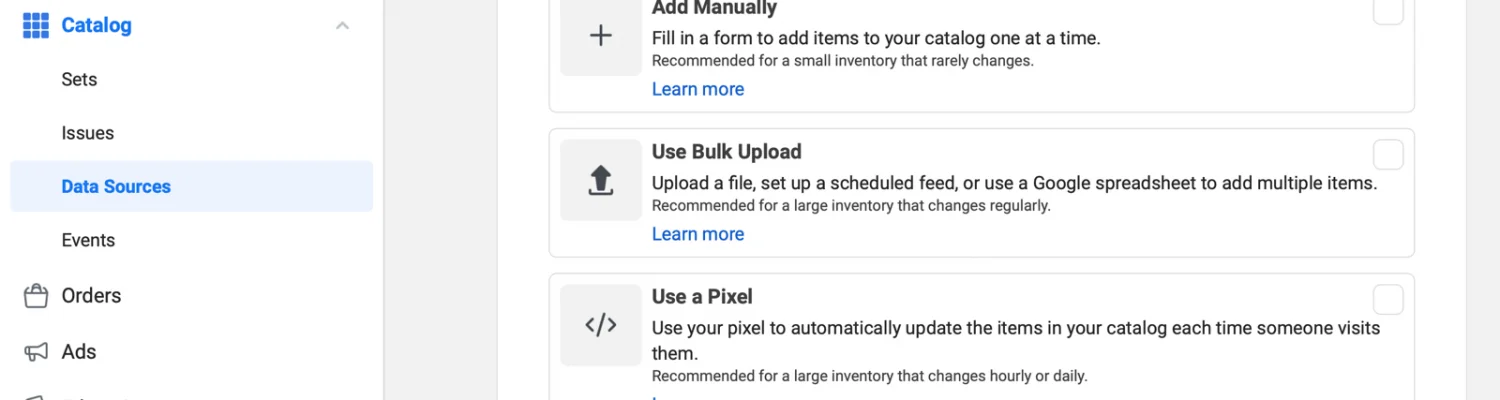 Catalog
Sets
Issues
Data Sources
Events
Orders
Ads
Add Manually
Fill in a form to add items to your catalog one at a time.
Recommended for a small inventory that rarely changes.
Learn more
Use Bulk Upload
Upload a file, set up a scheduled feed, or use a Google spreadsheet to add multiple items.
Recommended for a large inventory that changes regularly.
Learn more
Use a Pixel
Use your pixel to automatically update the items in your catalog each time someone visits
them.
Recommended for a large inventory that changes hourly or daily.